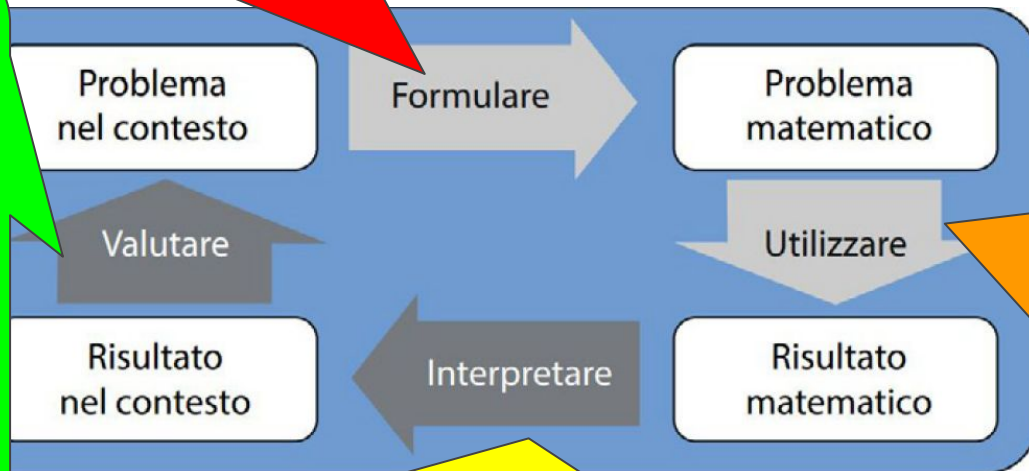 Problema
nel contesto
Formulare
Problema
matematico
Valutare
Utilizzare
Risultato
nel contesto
Interpretare
Risultato
matematico